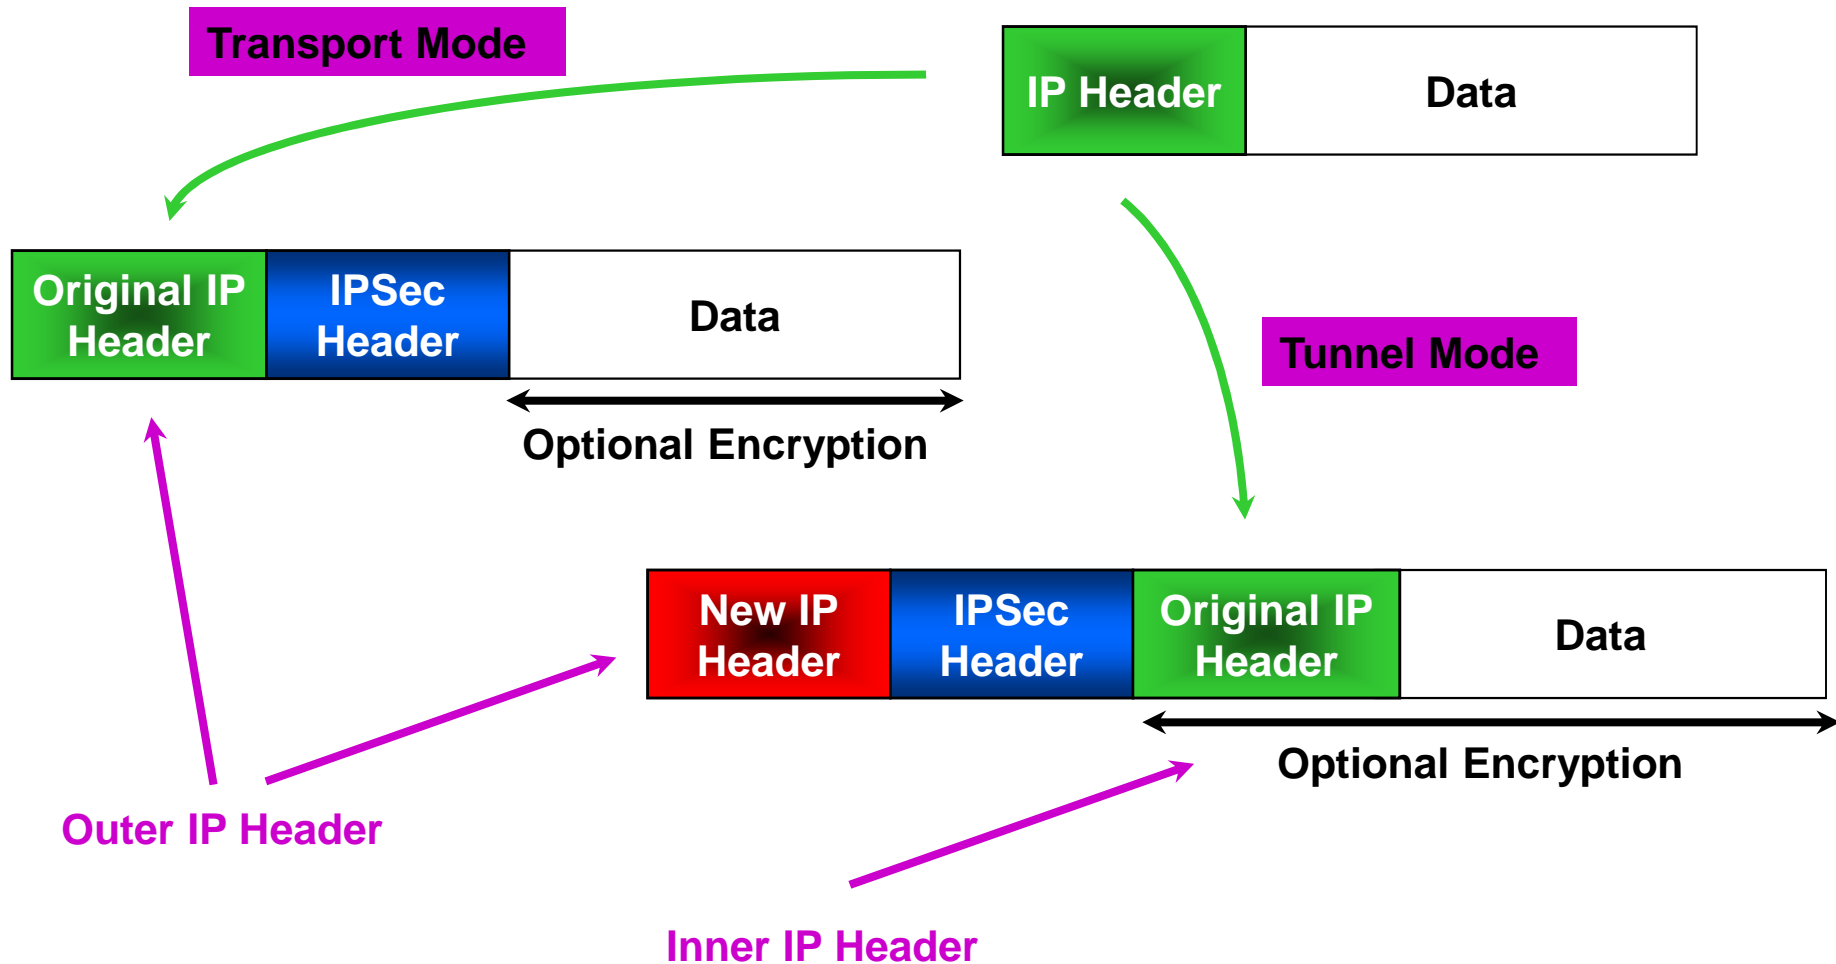 Transport Mode
IP Header
Data
Original IP
Header
IPSec
Header
Data
Optional Encryption
Tunnel Mode
New IP
Header
IPSec
Header
Original IP
Header
Data
Optional Encryption
Outer IP Header
Inner IP Header